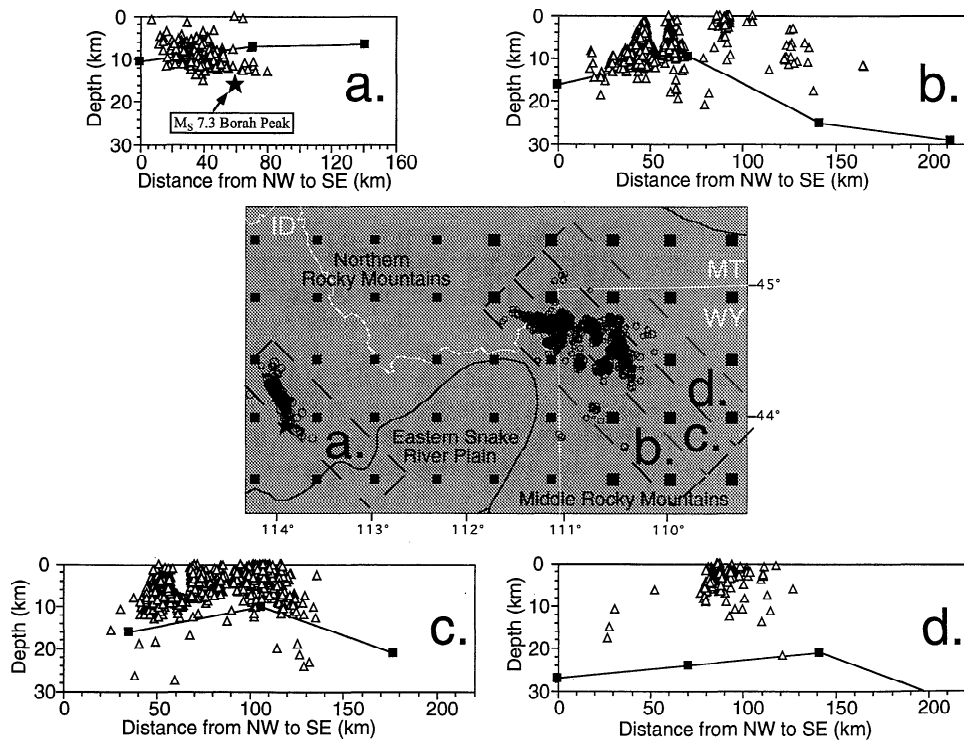 0
10
20
30
Depth (km)
a.
M_S 7.3 Borah Peak
0 40 80 120 160
Distance from NW to SE (km)
0
10
20
30
Depth (km)
b.
0 50 100 150 200
Distance from NW to SE (km)
ID
Northern
Rocky Mountains
MT
WY
45°
44°
a.
Eastern Snake
River Plain
b.
c.
d.
Middle Rocky Mountains
114° 113° 112° 111° 110°
0
10
20
30
Depth (km)
c.
0 50 100 150 200
Distance from NW to SE (km)
0
10
20
30
Depth (km)
d.
0 50 100 150 200
Distance from NW to SE (km)